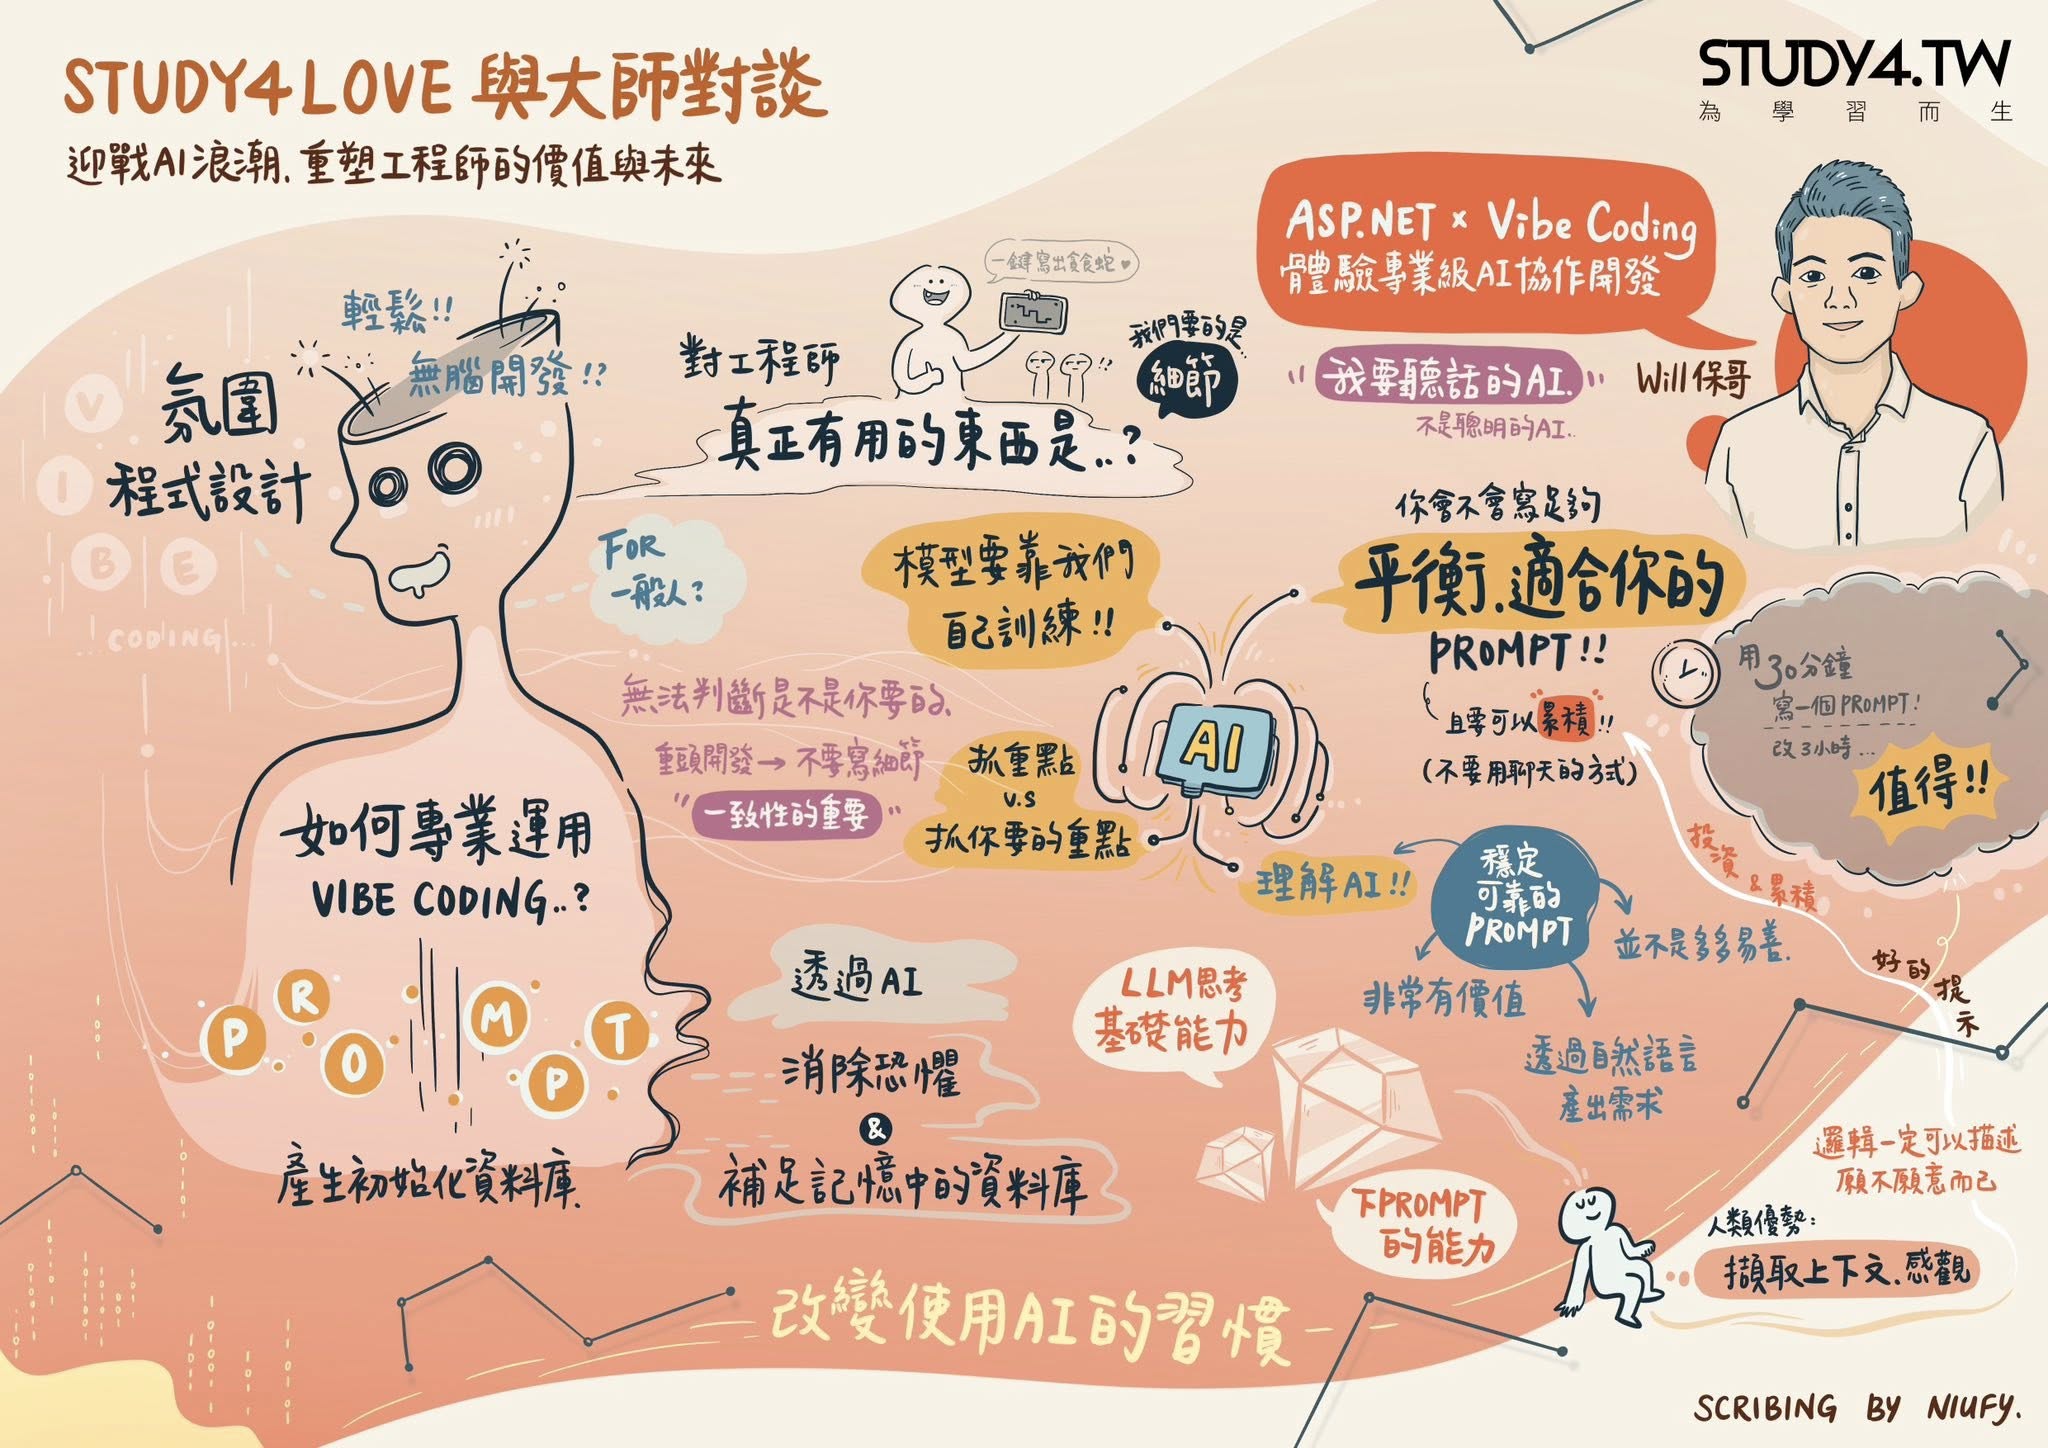 STUDY4LOVE 與大師對談
迎戰AI浪潮、重塑工程師的價值與未來
STUDY4.TW
為學習而生
ASP.NET × Vibe Coding
體驗專業級AI協作開發
Will 保哥
"我要聽話的AI."
不是聰明的AI..
VIBE
...CODING...
氛圍
程式設計
輕鬆!!
無腦開發!?
FOR
一般人?
一鍵寫出貪食蛇♥
對工程師
真正有用的東西是..?
!?
我們要的是..
細節
模型要靠我們
自己訓練!!
無法判斷是不是你要的、
重頭開發→不要寫細節
"一致性的重要"
抓重點
v.s
抓你要的重點
AI
理解AI!!
你會不會寫足夠
平衡、適合你的
PROMPT!!
且要可以累積!!
(不要用聊天的方式)
用30分鐘
寫一個PROMPT!
改3小時...
值得!!
投資
&累積
好的提示
穩定
可靠的
PROMPT
並不是多多易善.
非常有價值
透過自然語言
產出需求
如何專業運用
VIBE CODING..?
PROMPT
產生初始化資料庫.
透過AI
消除恐懼
&
補足記憶中的資料庫
LLM思考
基礎能力
下PROMPT
的能力
邏輯一定可以描述
願不願意而已
人類優勢:
擷取上下文、感觀
改變使用AI的習慣
SCRIBING BY NIUFY.